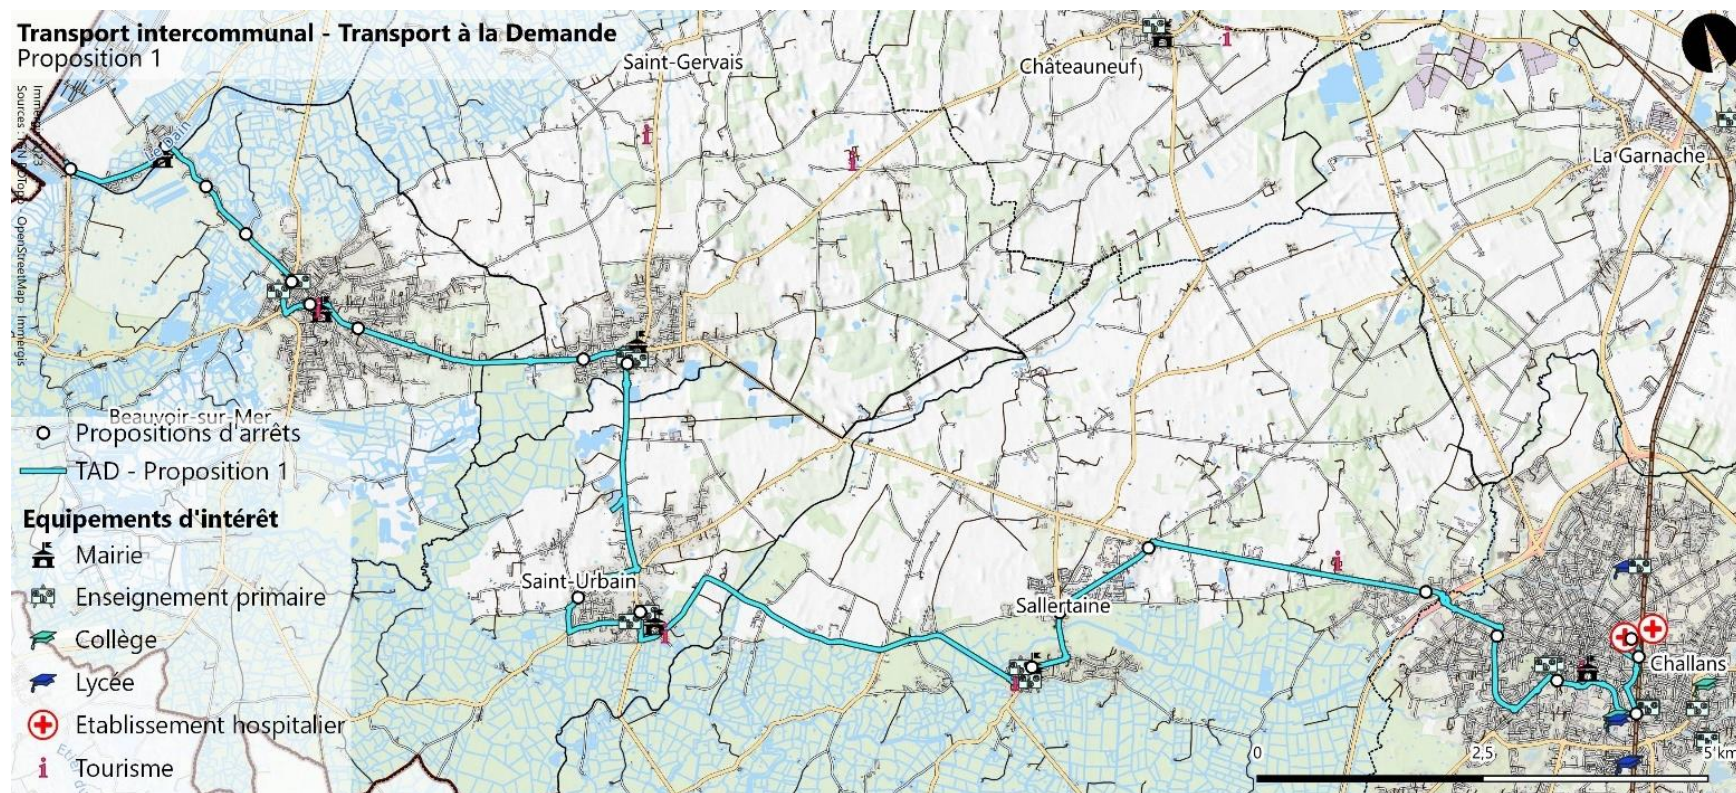 Transport intercommunal - Transport à la Demande
Proposition 1
Saint-Gervais
Châteauneuf
La Garnache
OpenStreetMap - Immergis
Beauvoir-sur-Mer
Propositions d'arrêts
TAD - Proposition 1
Equipements d'intérêt
Mairie
Enseignement primaire
Collège
Lycée
Etablissement hospitalier
Tourisme
Saint-Urbain
Sallertaine
Challans
0
2,5
5 km